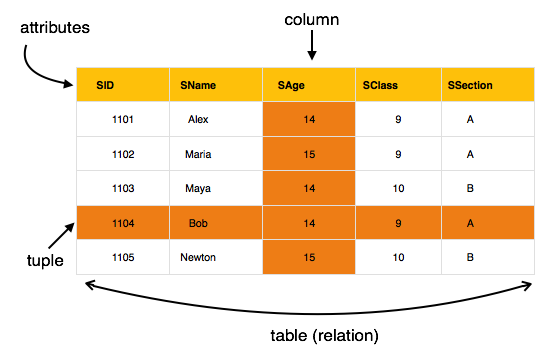 column
attributes
SID SName SAge SClass SSection
1101 Alex 14 9 A
1102 Maria 15 9 A
1103 Maya 14 10 B
1104 Bob 14 9 A
tuple
1105 Newton 15 10 B
table (relation)